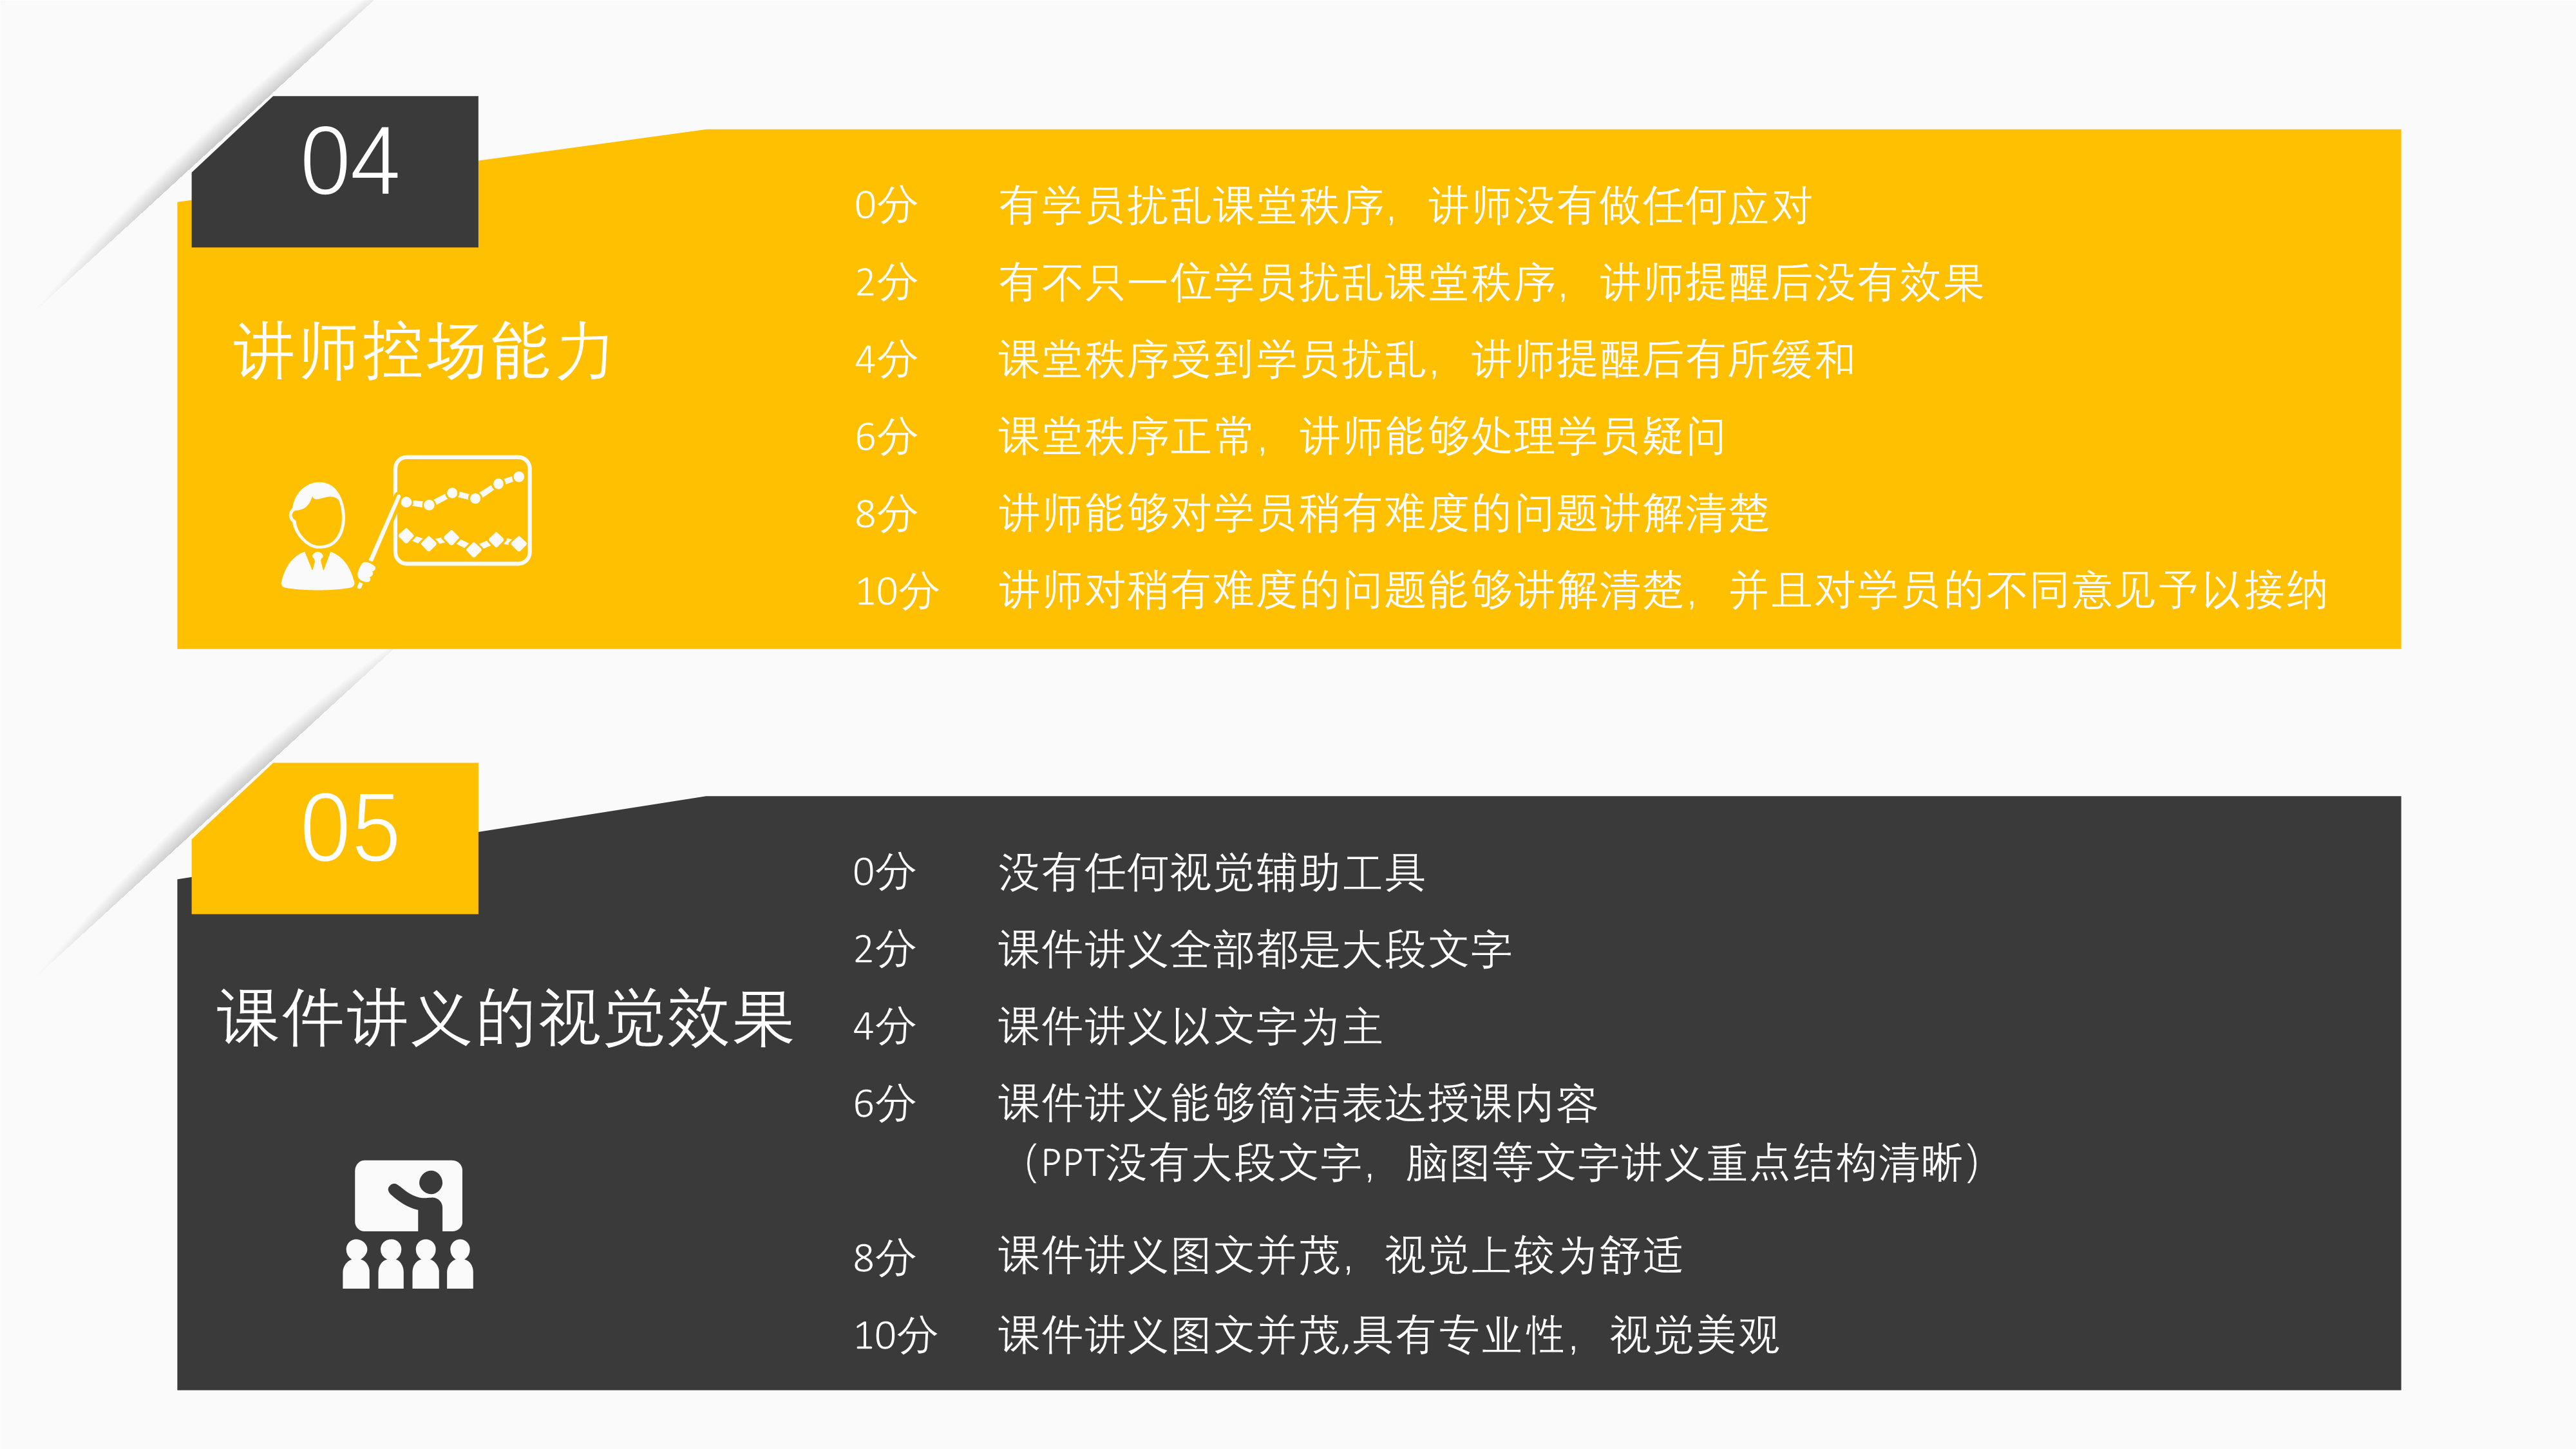 04
讲师控场能力
0分 有学员扰乱课堂秩序，讲师没有做任何应对
2分 有不只一位学员扰乱课堂秩序，讲师提醒后没有效果
4分 课堂秩序受到学员扰乱，讲师提醒后有所缓和
6分 课堂秩序正常，讲师能够处理学员疑问
8分 讲师能够对学员稍有难度的问题讲解清楚
10分 讲师对稍有难度的问题能够讲解清楚，并且对学员的不同意见予以接纳
05
课件讲义的视觉效果
0分 没有任何视觉辅助工具
2分 课件讲义全部都是大段文字
4分 课件讲义以文字为主
6分 课件讲义能够简洁表达授课内容
（PPT没有大段文字，脑图等文字讲义重点结构清晰）
8分 课件讲义图文并茂，视觉上较为舒适
10分 课件讲义图文并茂,具有专业性，视觉美观